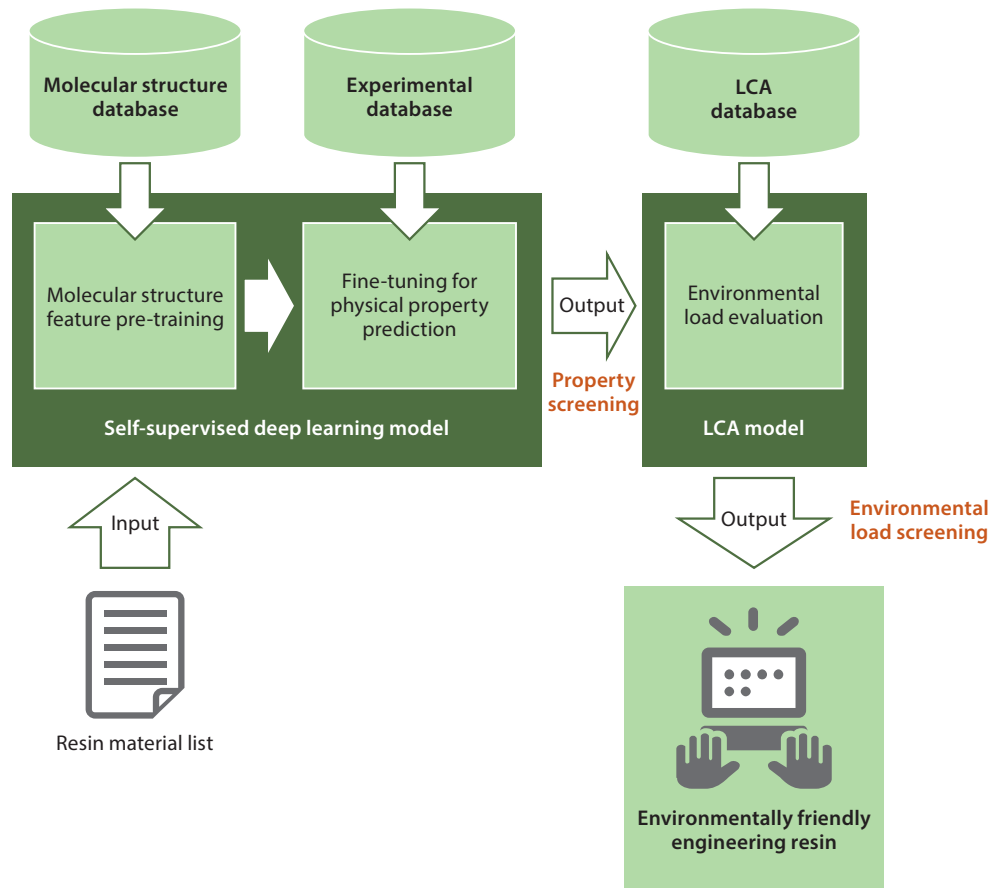 Molecular structure
database
Experimental
database
LCA
database
Molecular structure
feature pre-training
Fine-tuning for
physical property
prediction
Output
Environmental
load evaluation
Property
screening
Self-supervised deep learning model
LCA model
Input
Output
Environmental
load screening
Resin material list
Environmentally friendly
engineering resin